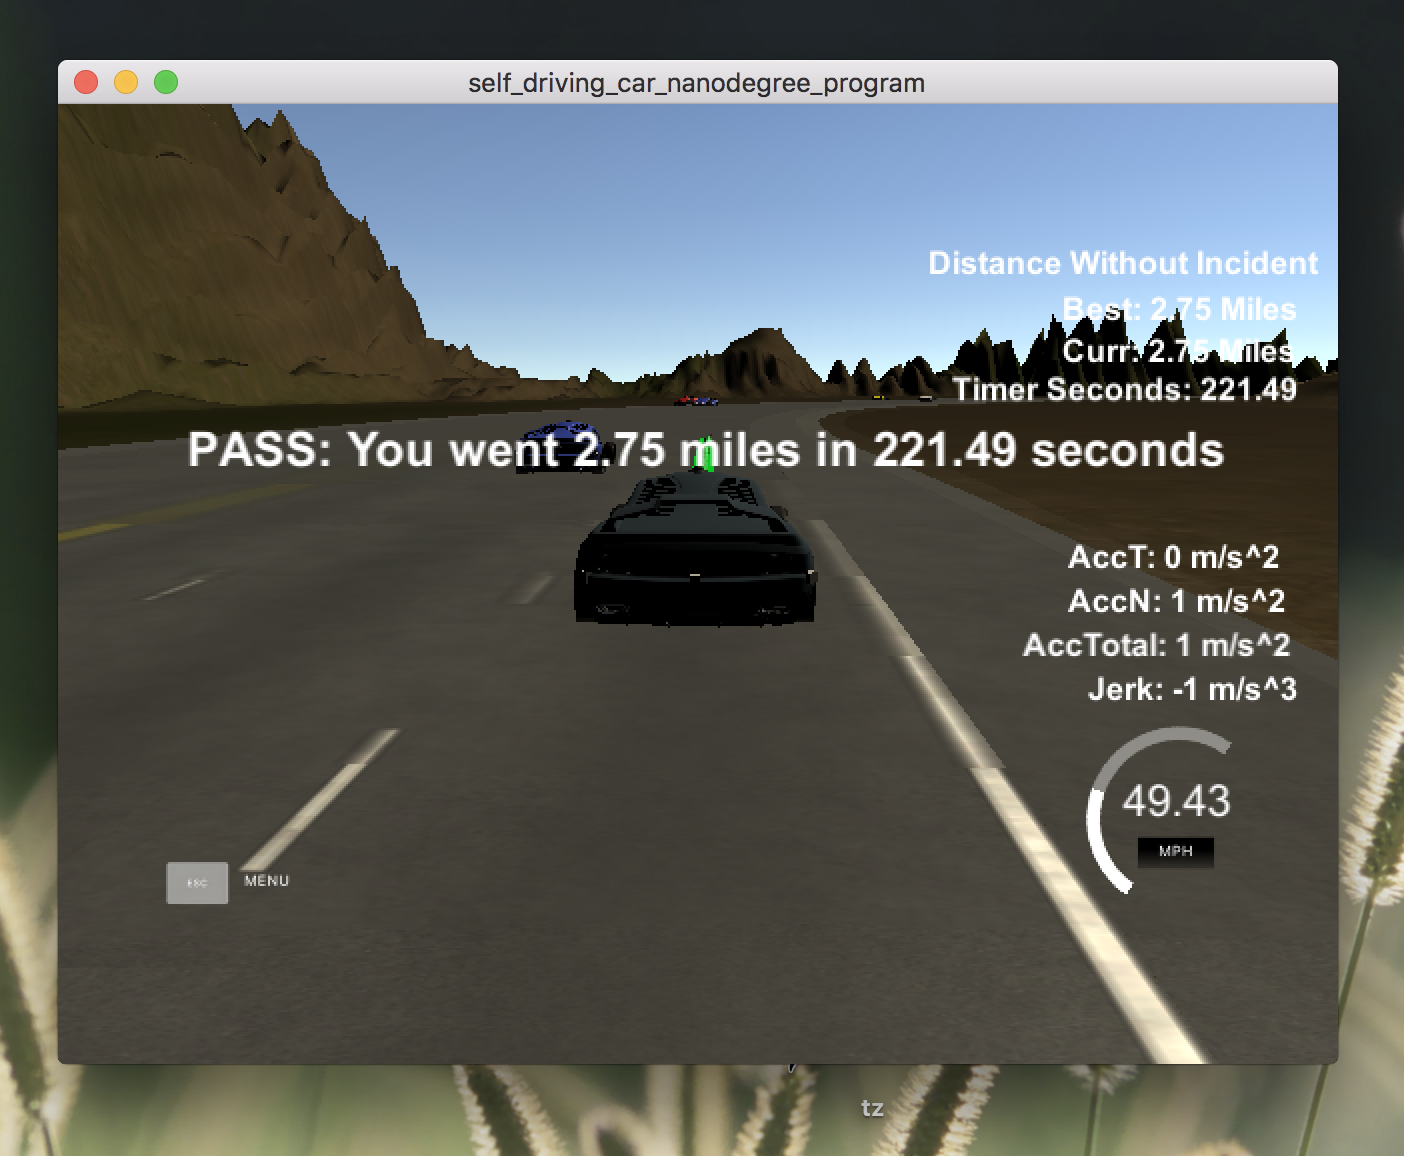 self_driving_car_nanodegree_program
Distance Without Incident
Best: 2.75 Miles
Curr: 2.75 Miles
Timer Seconds: 221.49
PASS: You went 2.75 miles in 221.49 seconds
AccT: 0 m/s^2
AccN: 1 m/s^2
AccTotal: 1 m/s^2
Jerk: -1 m/s^3
49.43
MPH
ESC MENU
tz